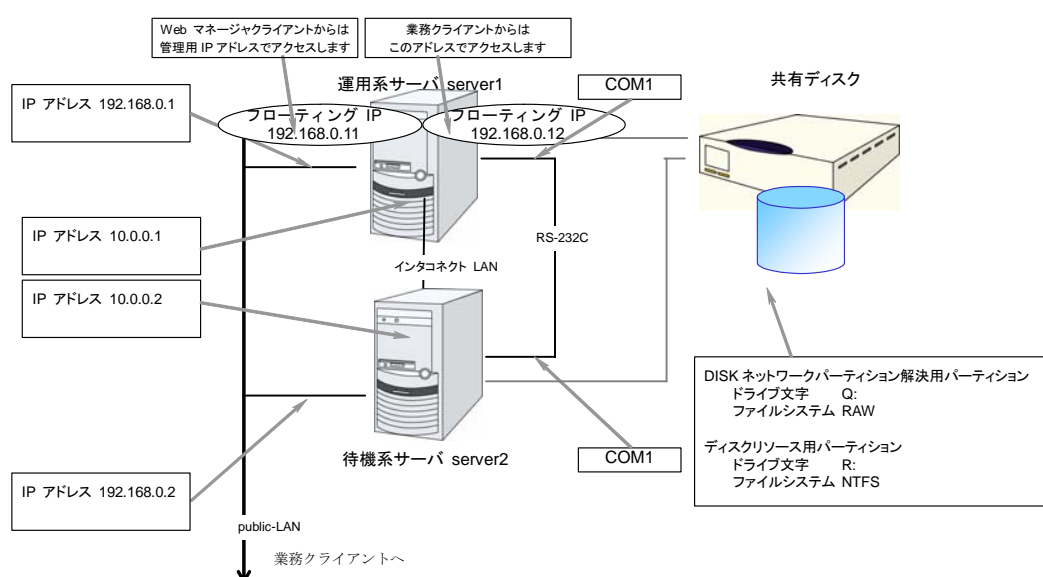 Web マネージャクライアントからは
管理用 IP アドレスでアクセスします
業務クライアントからは
このアドレスでアクセスします
運用系サーバ server1
COM1
共有ディスク
IP アドレス 192.168.0.1
フローティング IP
192.168.0.11
フローティング IP
192.168.0.12
IP アドレス 10.0.0.1
RS-232C
インタコネクト LAN
IP アドレス 10.0.0.2
DISK ネットワークパーティション解決用パーティション
ドライブ文字 Q:
ファイルシステム RAW
ディスクリソース用パーティション
ドライブ文字 R:
ファイルシステム NTFS
待機系サーバ server2
COM1
IP アドレス 192.168.0.2
public-LAN
業務クライアントへ